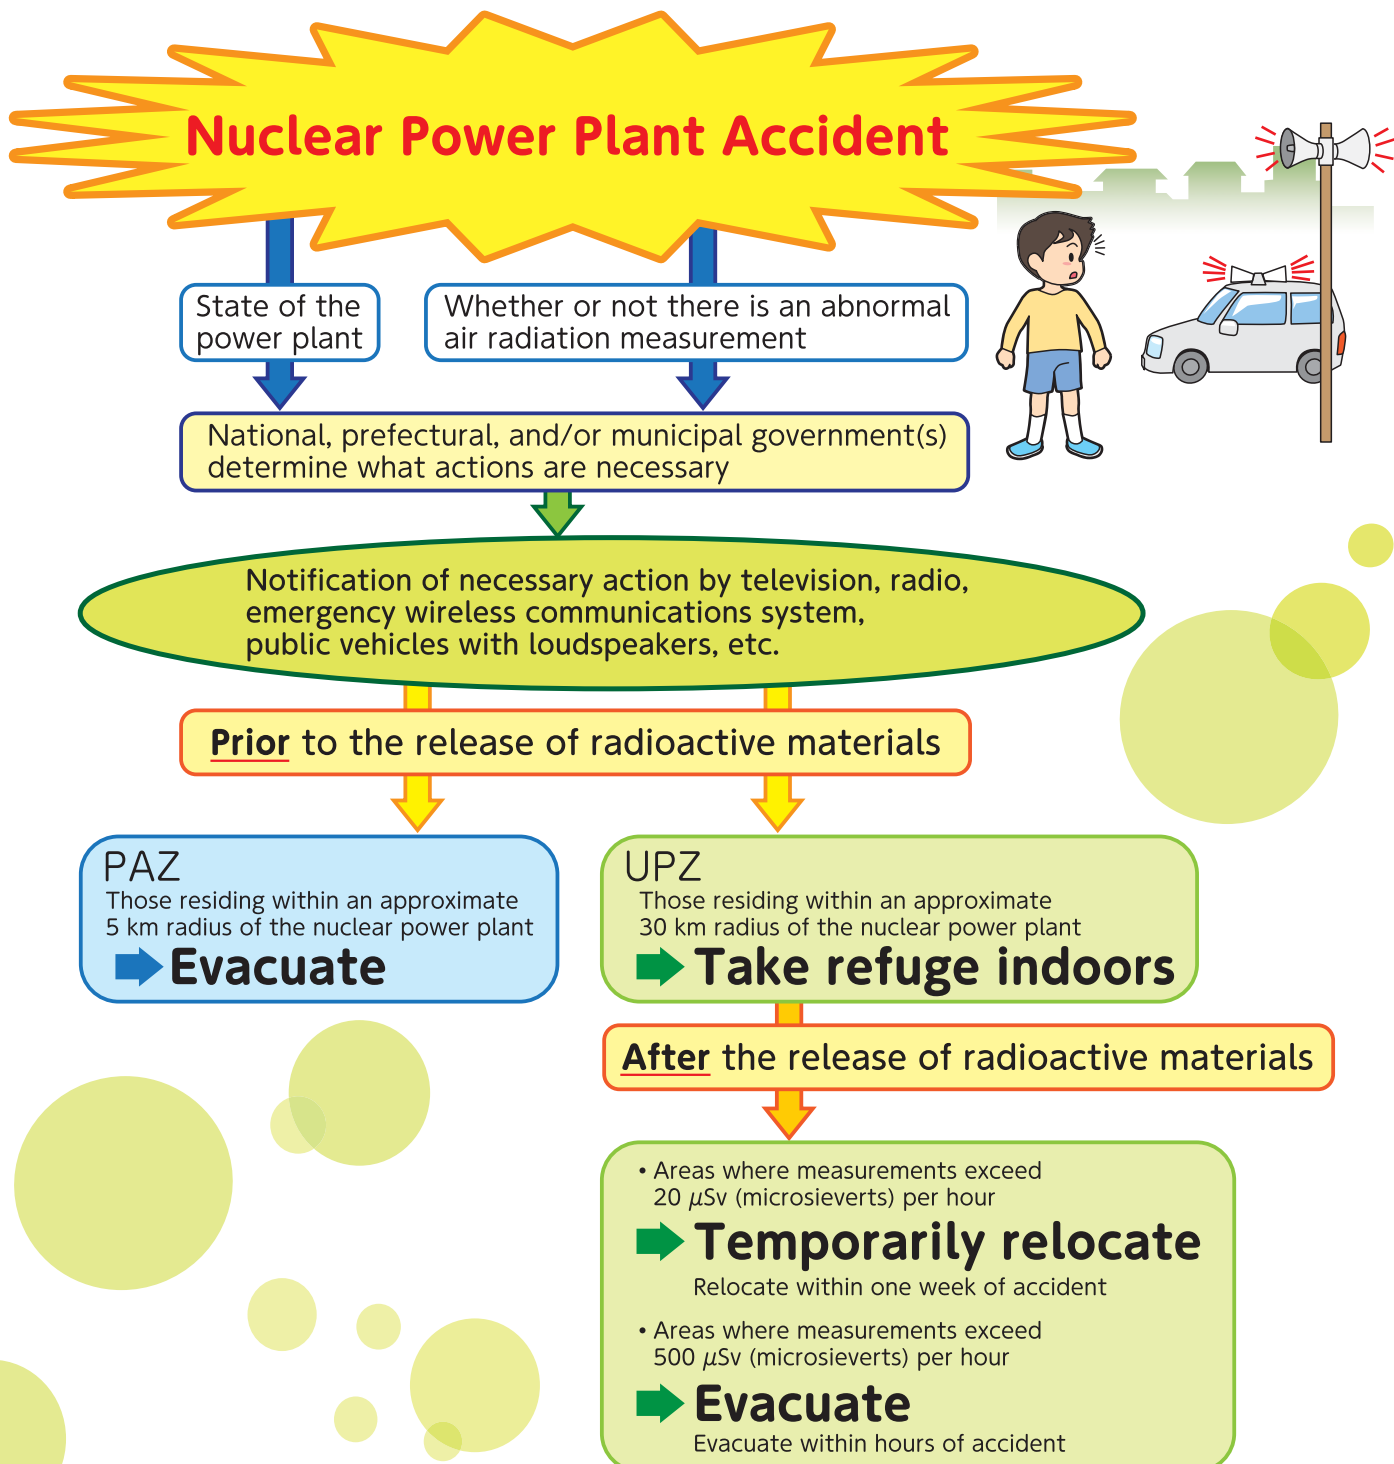 Nuclear Power Plant Accident
State of the
power plant
Whether or not there is an abnormal
air radiation measurement
National, prefectural, and/or municipal government(s)
determine what actions are necessary
Notification of necessary action by television, radio,
emergency wireless communications system,
public vehicles with loudspeakers, etc.
Prior to the release of radioactive materials
PAZ
Those residing within an approximate
5 km radius of the nuclear power plant
Evacuate
UPZ
Those residing within an approximate
30 km radius of the nuclear power plant
Take refuge indoors
After the release of radioactive materials
• Areas where measurements exceed
20 μSv (microsieverts) per hour
Temporarily relocate
Relocate within one week of accident
• Areas where measurements exceed
500 μSv (microsieverts) per hour
Evacuate
Evacuate within hours of accident